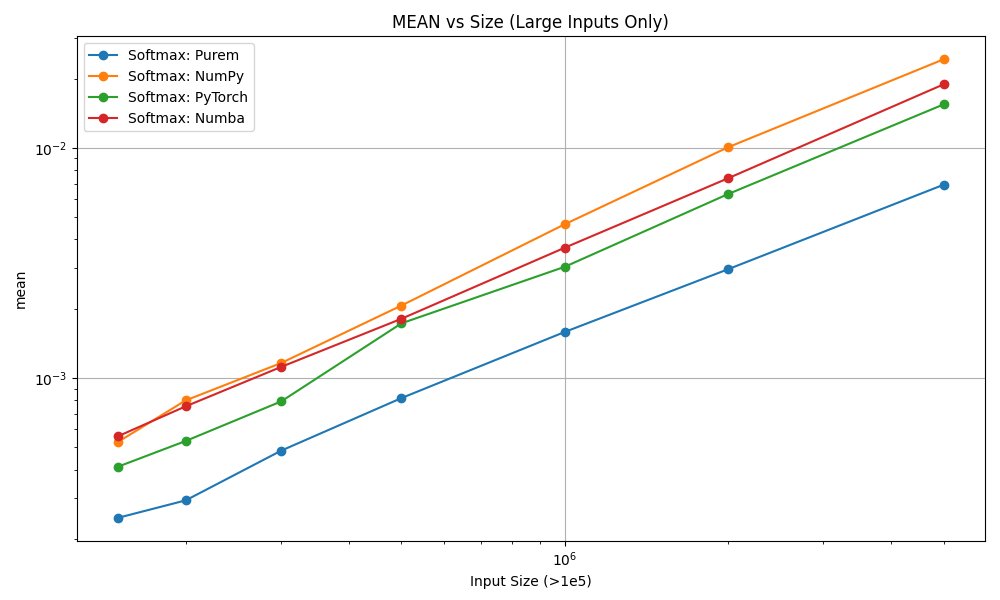 MEAN vs Size (Large Inputs Only)
Softmax: Purem
Softmax: NumPy
Softmax: PyTorch
Softmax: Numba
10⁻²
10⁻³
mean
10⁶
Input Size (>1e5)